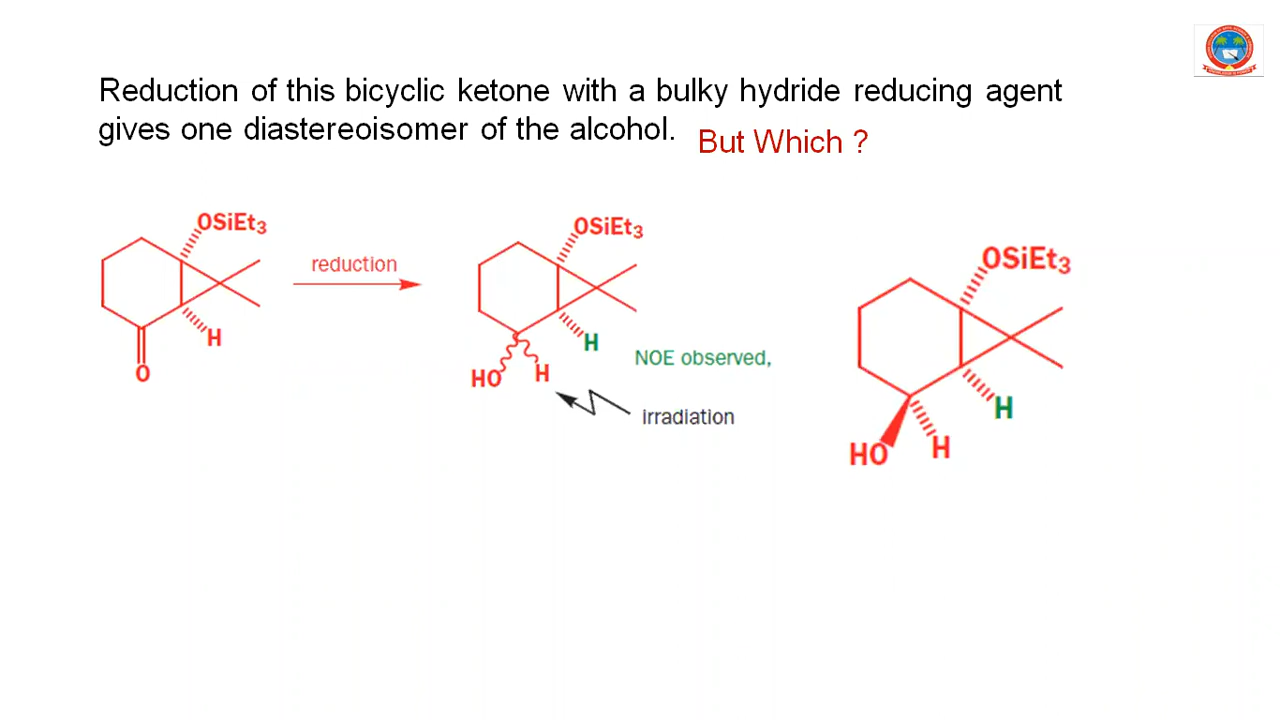 Reduction of this bicyclic ketone with a bulky hydride reducing agent
gives one diastereoisomer of the alcohol. But Which ?
OSiEt3
H
O
reduction
OSiEt3
H
HO
H
NOE observed,
irradiation
OSiEt3
H
HO
H